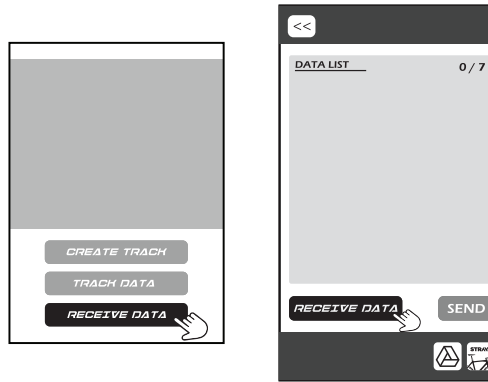 CREATE TRACK
TRACK DATA
RECEIVE DATA
<<
DATA LIST 0 / 7
RECEIVE DATA SEND